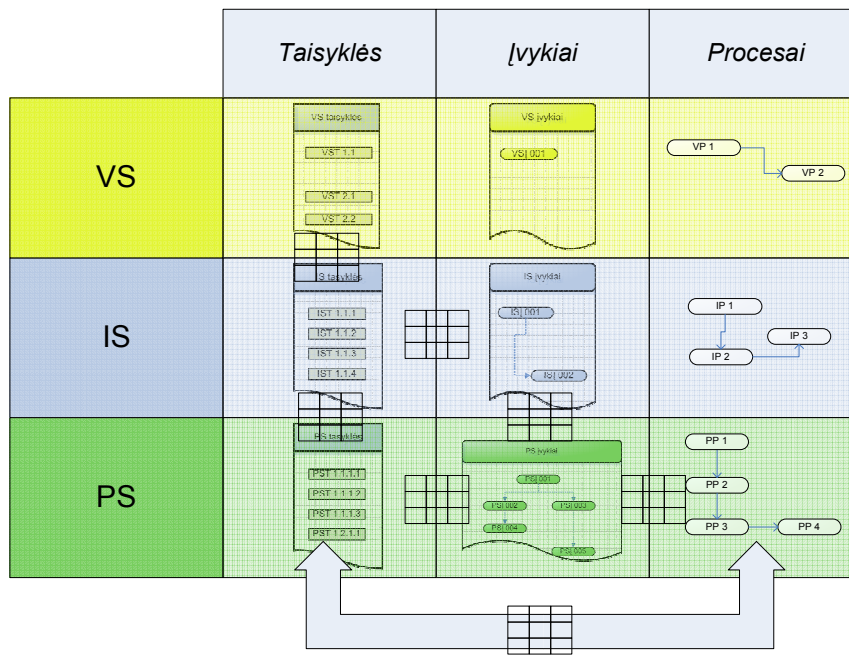 Taisyklės
Įvykiai
Procesai
VS
VS taisyklės
VST 1.1
VST 2.1
VST 2.2
VS įvykiai
VSĮ 001
VP 1
VP 2
IS
IS taisyklės
IST 1.1.1
IST 1.1.2
IST 1.1.3
IST 1.1.4
IS įvykiai
ISĮ 001
ISĮ 002
IP 1
IP 2
IP 3
PS
PS taisyklės
PST 1.1.1.1
PST 1.1.1.2
PST 1.1.1.3
PST 1.2.1.1
PS įvykiai
PSĮ 001
PSĮ 002
PSĮ 003
PSĮ 004
PSĮ 005
PP 1
PP 2
PP 3
PP 4